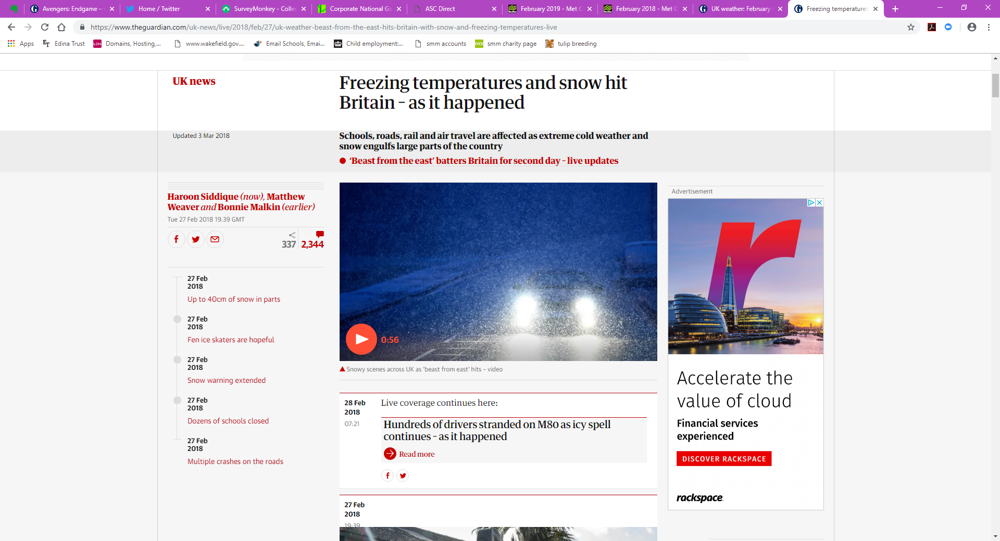 Avengers: Endgame –
Home / Twitter
SurveyMonkey - Collec
Corporate National Ga
ASC Direct
February 2019 - Met O
February 2018 - Met O
UK weather: February
Freezing temperatures
https://www.theguardian.com/uk-news/live/2018/feb/27/uk-weather-beast-from-the-east-hits-britain-with-snow-and-freezing-temperatures-live
Apps
ET Edina Trust
LCN Domains, Hosting,...
www.wakefield.gov....
Email Schools, Emai...
Child employment:...
smm accounts
OSCR smm charity page
tulip breeding
UK news
Freezing temperatures and snow hit
Britain – as it happened
Updated 3 Mar 2018
Schools, roads, rail and air travel are affected as extreme cold weather and
snow engulfs large parts of the country
‘Beast from the east’ batters Britain for second day – live updates
Haroon Siddique (now), Matthew
Weaver and Bonnie Malkin (earlier)
Tue 27 Feb 2018 19.39 GMT
337 2,344
27 Feb
2018
Up to 40cm of snow in parts
27 Feb
2018
Fen ice skaters are hopeful
27 Feb
2018
Snow warning extended
27 Feb
2018
Dozens of schools closed
27 Feb
2018
Multiple crashes on the roads
0:56
Snowy scenes across UK as 'beast from east' hits – video
28 Feb
2018
07:21
Live coverage continues here:
Hundreds of drivers stranded on M80 as icy spell
continues – as it happened
Read more
27 Feb
2018
19:39
Advertisement
r
Accelerate the
value of cloud
Financial services
experienced
DISCOVER RACKSPACE
rackspace